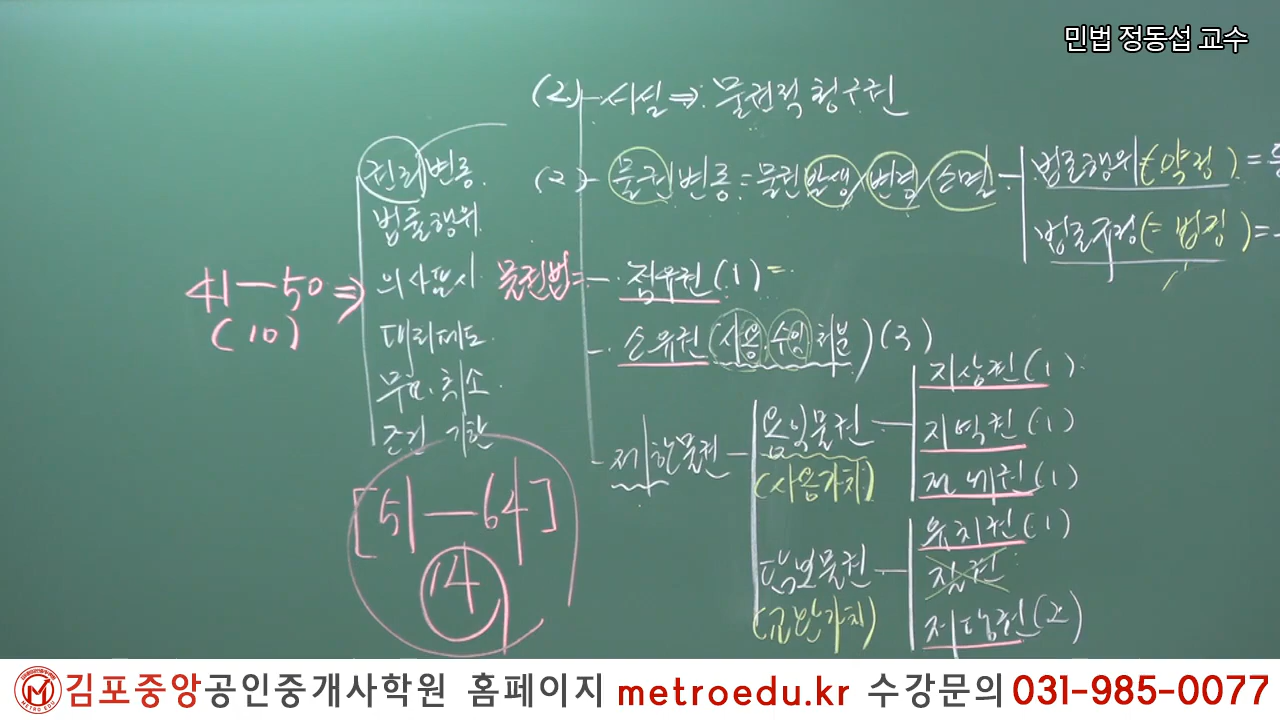 민법 정동섭 교수
(2) 시실 ⇒ 물권적 청구권
권리변동
(2) 물권변동 = 물권 발생/변경/소멸
법률행위(=약정) =
법률행위
법률규정(=법정) =
41 — 50 ⇒
(10)
의사표시
물권법 =
점유권(1) =
대리제도
소유권(사용.수익.처분)(3)
무효.취소
지상권(1)
조건 기한
제한물권
용익물권
(사용가치)
지역권(1)
전세권(1)
[51 — 64]
14
담보물권
(교환가치)
유치권(1)
질권
저당권(2)
METRO EDU
김포중앙공인중개사학원 홈페이지 metroedu.kr 수강문의 031-985-0077